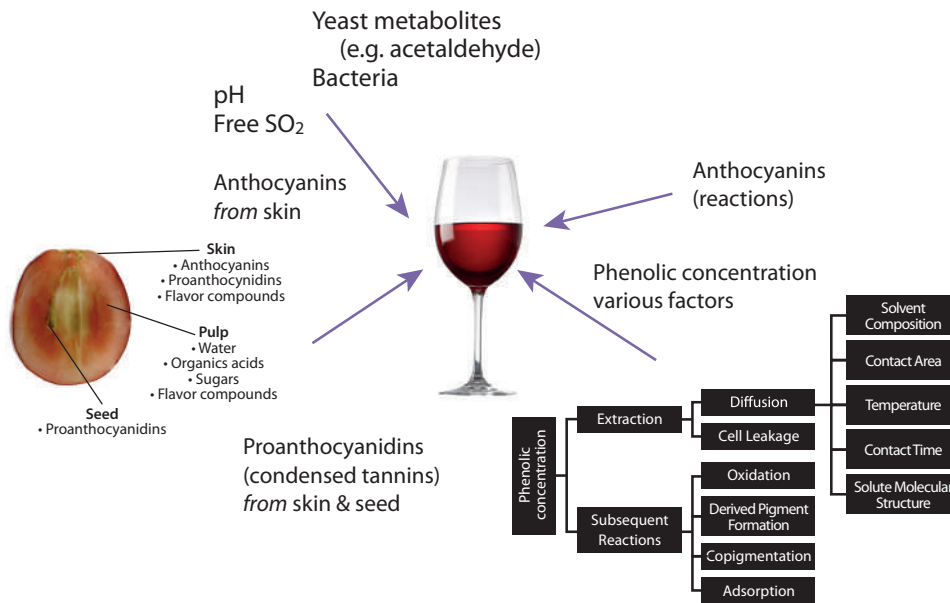 Yeast metabolites
(e.g. acetaldehyde)
Bacteria
pH
Free SO₂
Anthocyanins
from skin
Anthocyanins
(reactions)
Skin
• Anthocyanins
• Proanthocynidins
• Flavor compounds
Pulp
• Water
• Organics acids
• Sugars
• Flavor compounds
Seed
• Proanthocyanidins
Phenolic concentration
various factors
Proanthocyanidins
(condensed tannins)
from skin & seed
Phenolic
concentration
Extraction
Subsequent
Reactions
Diffusion
Cell Leakage
Oxidation
Derived Pigment
Formation
Copigmentation
Adsorption
Solvent
Composition
Contact Area
Temperature
Contact Time
Solute Molecular
Structure